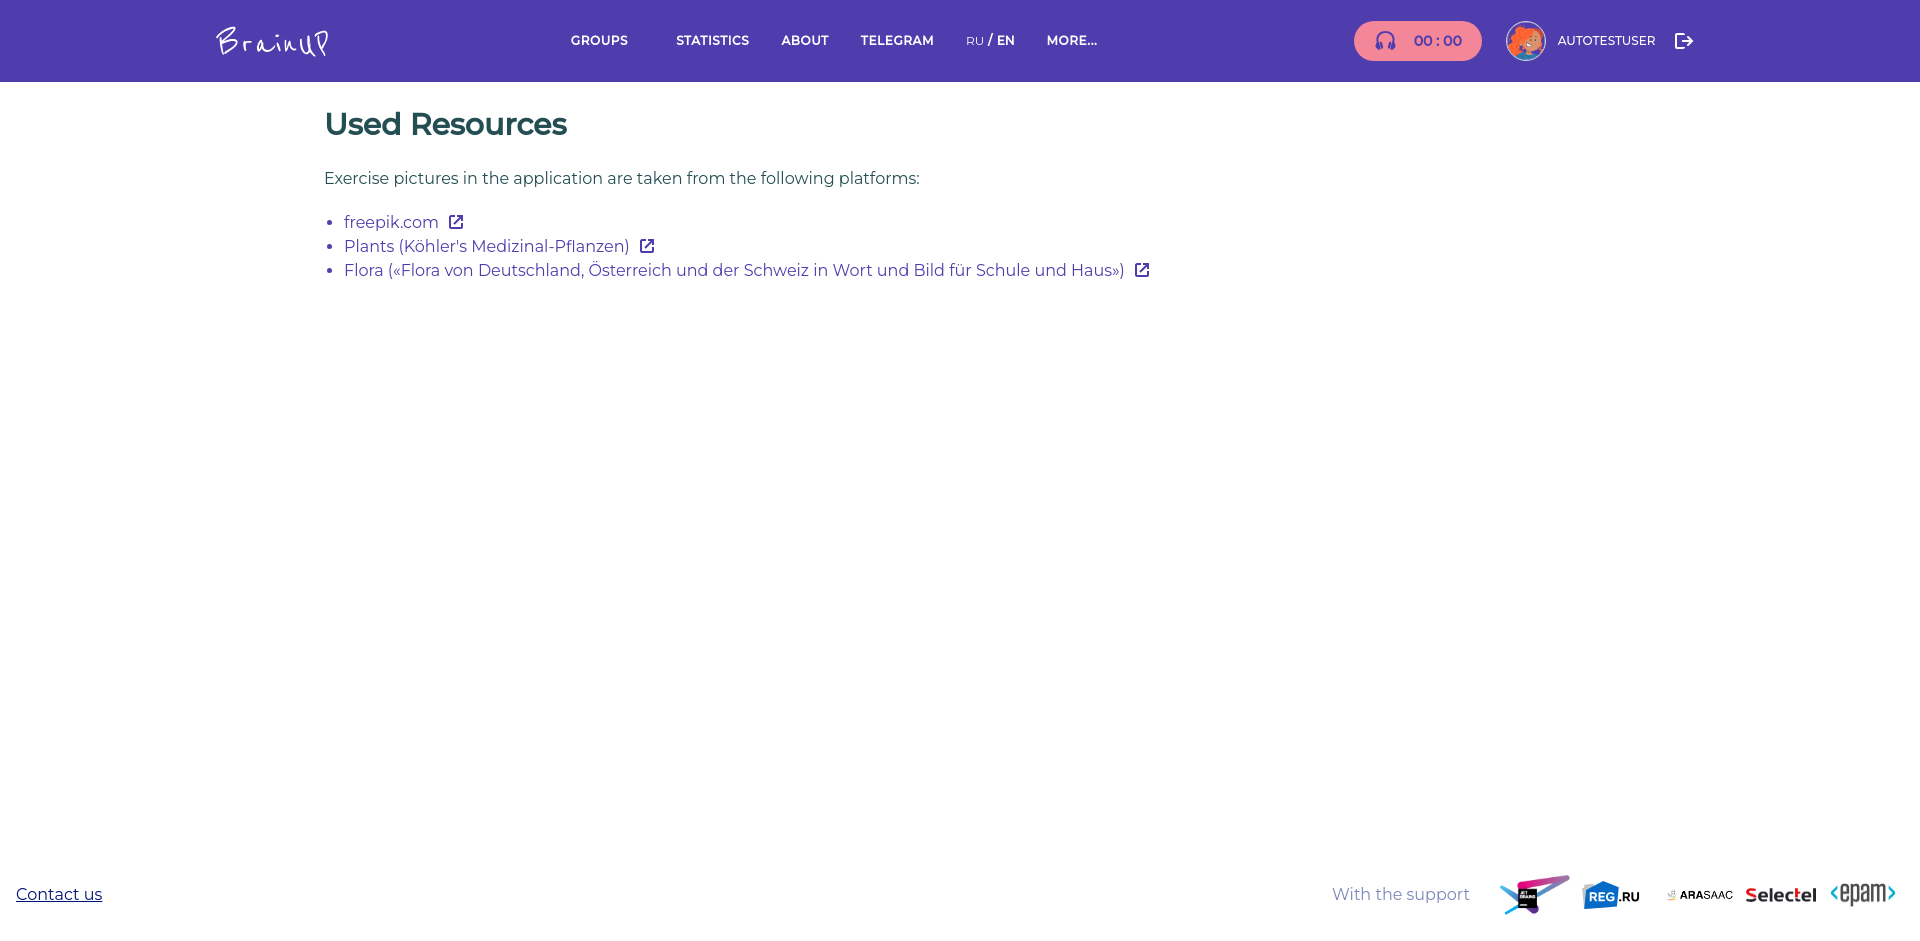 BrainUP
GROUPS STATISTICS ABOUT TELEGRAM RU / EN MORE...
00 : 00
AUTOTESTUSER
Used Resources
Exercise pictures in the application are taken from the following platforms:
freepik.com
Plants (Köhler's Medizinal-Pflanzen)
Flora («Flora von Deutschland, Österreich und der Schweiz in Wort und Bild für Schule und Haus»)
Contact us
With the support
JET BRAINS
REG.RU
ARASAAC
Selectel
<epam>